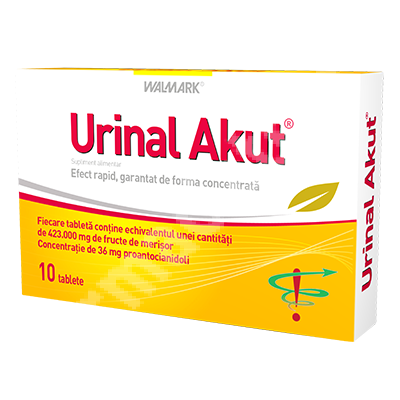 WALMARK®
Urinal Akut®
Supliment alimentar
Efect rapid, garantat de forma concentrată
Fiecare tabletă conține echivalentul unei cantități
de 423.000 mg de fructe de merișor
Concentrație de 36 mg proantocianidoli
10 tablete
Urinal Akut